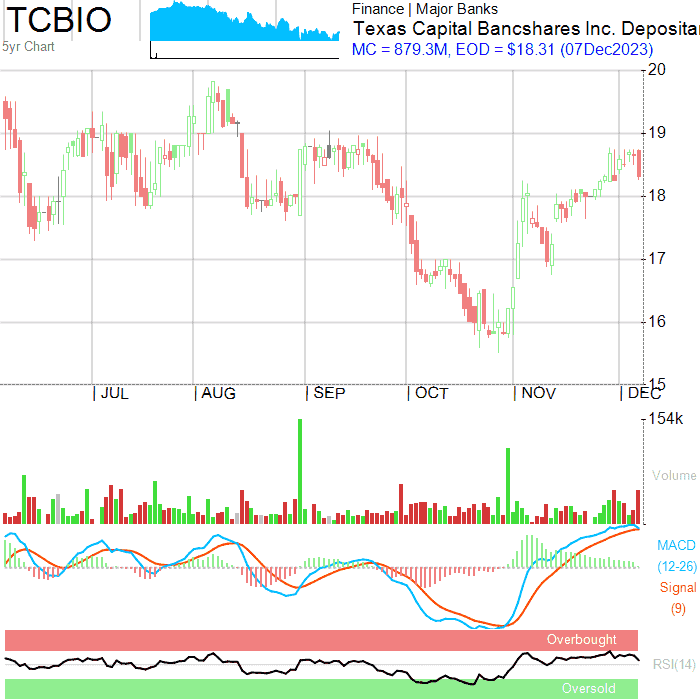 TCBIO
5yr Chart
Finance | Major Banks
Texas Capital Bancshares Inc. Deposita
MC = 879.3M, EOD = $18.31 (07Dec2023)
20
19
18
17
16
15
JUL AUG SEP OCT NOV DEC
154k
Volume
MACD
(12-26)
Signal
(9)
Overbought
RSI(14)
Oversold